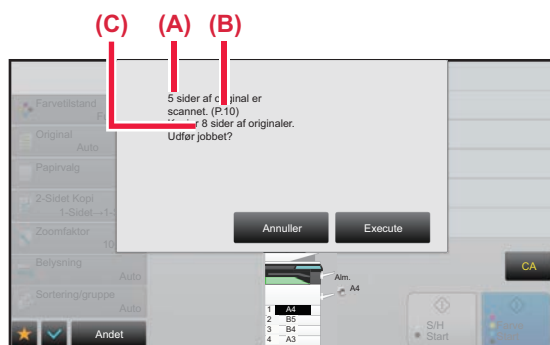 (C) (A) (B)
5 sider af original er
scannet. (P.10)
8 sider af originaler.
Udfør jobbet?
Annuller Execute
Farvetilstand
Original
Auto
Papirvalg
2-Sidet Kopi
1-Sidet→1-
Zoomfaktor
10
Belysning
Auto
Sortering/gruppe
Auto
Andet
Alm.
A4
1 A4
2 B5
3 B4
4 A3
CA
S/H
Start